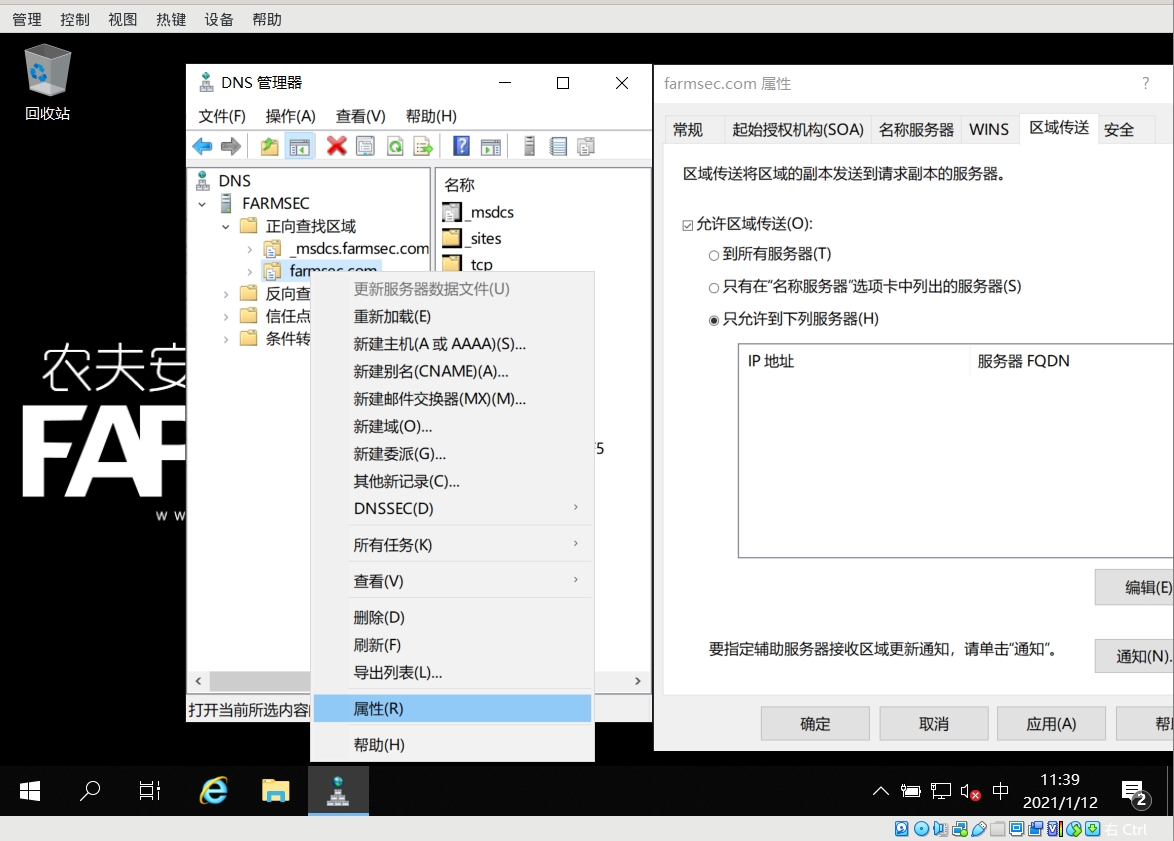 管理 控制 视图 热键 设备 帮助
回收站
DNS 管理器
文件(F) 操作(A) 查看(V) 帮助(H)
DNS
FARMSEC
正向查找区域
_msdcs.farmsec.com
farmsec.com
反向查
信任点
条件转
名称
_msdcs
_sites
_tcp
更新服务器数据文件(U)
重新加载(E)
新建主机(A 或 AAAA)(S)...
新建别名(CNAME)(A)...
新建邮件交换器(MX)(M)...
新建域(O)...
新建委派(G)...
其他新记录(C)...
DNSSEC(D)
所有任务(K)
查看(V)
删除(D)
刷新(F)
导出列表(L)...
属性(R)
帮助(H)
打开当前所选内容
farmsec.com 属性 ?
常规 起始授权机构(SOA) 名称服务器 WINS 区域传送 安全
区域传送将区域的副本发送到请求副本的服务器。
允许区域传送(O):
到所有服务器(T)
只有在"名称服务器"选项卡中列出的服务器(S)
只允许到下列服务器(H)
IP 地址 服务器 FQDN
编辑(E)
要指定辅助服务器接收区域更新通知，请单击"通知"。
通知(N).
确定 取消 应用(A) 帮
农夫安
FAR
w w
中
11:39
2021/1/12
2
右 Ctrl